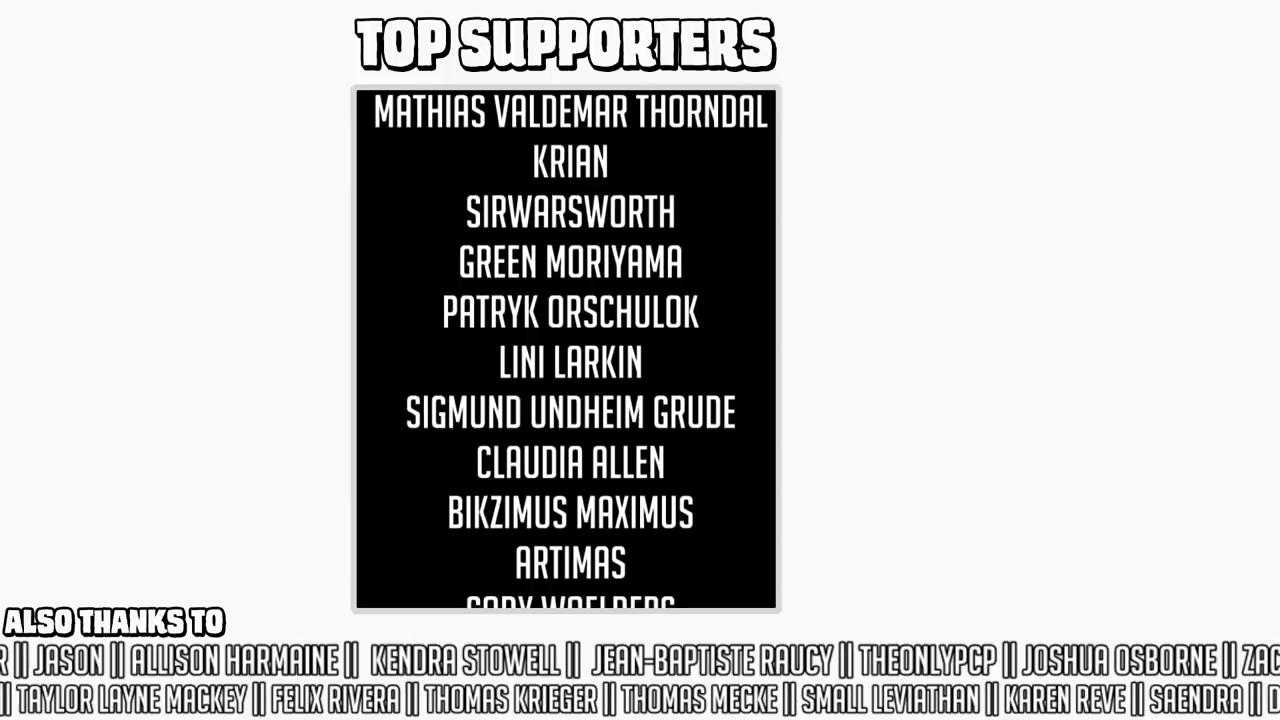 TOP SUPPORTERS
MATHIAS VALDEMAR THORNDAL
KRIAN
SIRWARSWORTH
GREEN MORIYAMA
PATRYK ORSCHULOK
LINI LARKIN
SIGMUND UNDHEIM GRUDE
CLAUDIA ALLEN
BIKZIMUS MAXIMUS
ARTIMAS
ALSO THANKS TO
R || JASON || ALLISON HARMAINE || KENDRA STOWELL || JEAN-BAPTISTE RAUCY || THEONLYPCP || JOSHUA OSBORNE || ZAC
|| TAYLOR LAYNE MACKEY || FELIX RIVERA || THOMAS KRIEGER || THOMAS MECKE || SMALL LEVIATHAN || KAREN REVE || SAENDRA || D